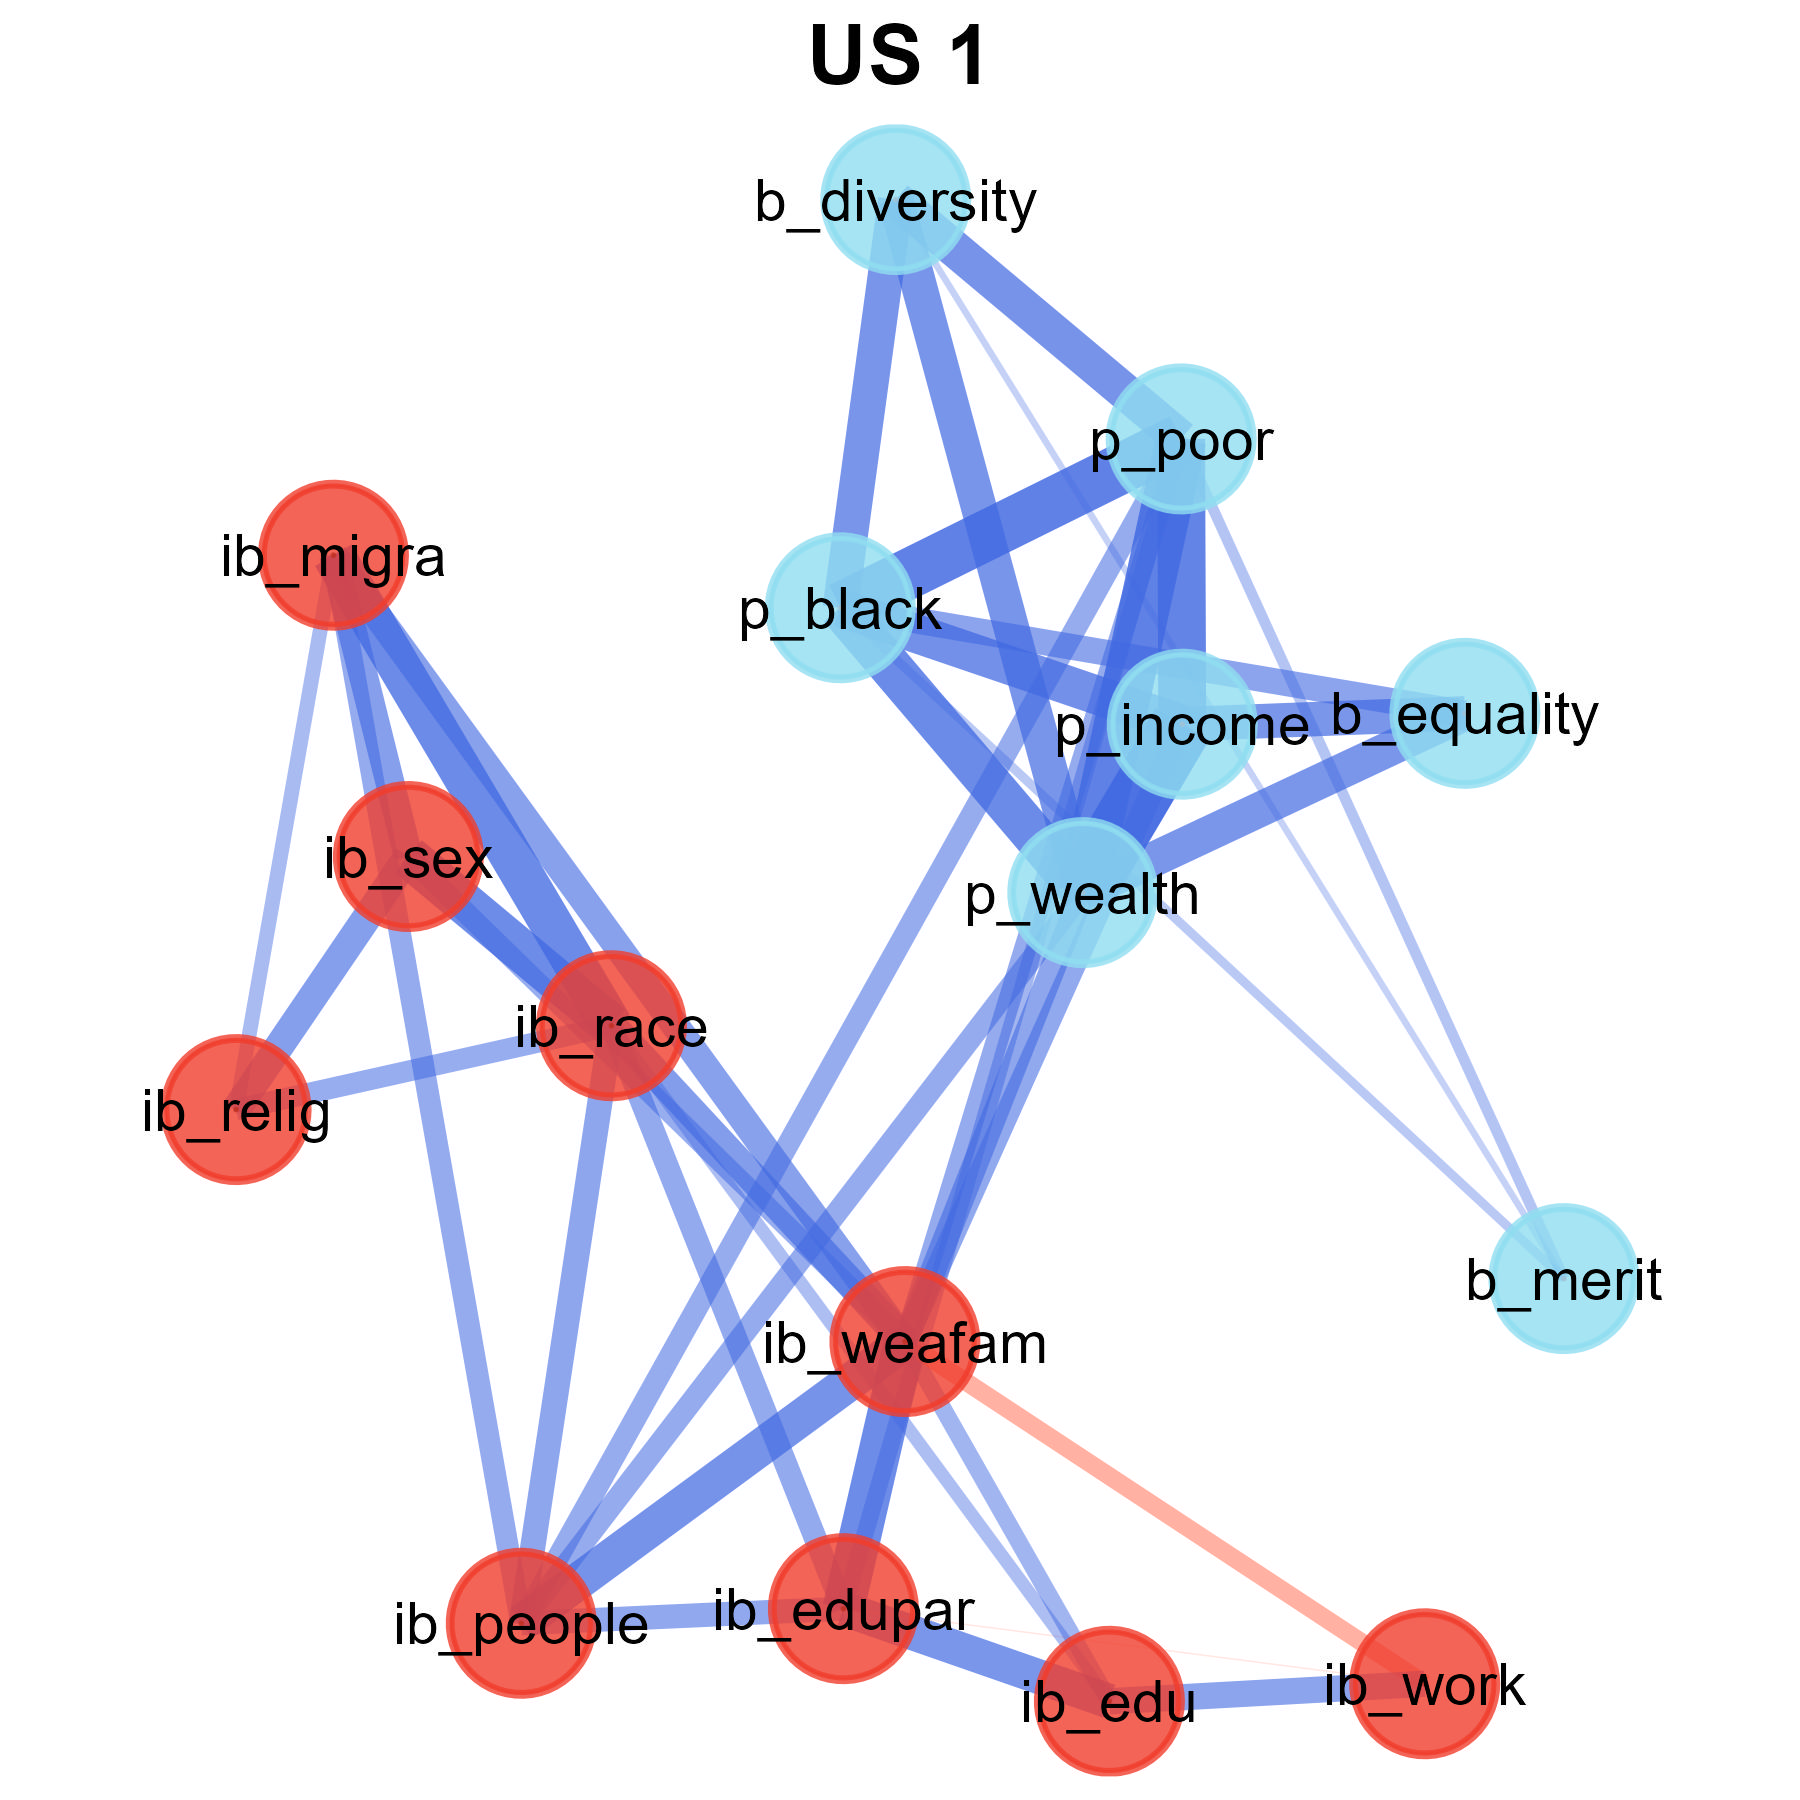 US 1
b_diversity
p_poor
ib_migra
p_black
p_income
b_equality
ib_sex
p_wealth
ib_race
ib_relig
b_merit
ib_weafam
ib_people
ib_edupar
ib_edu
ib_work